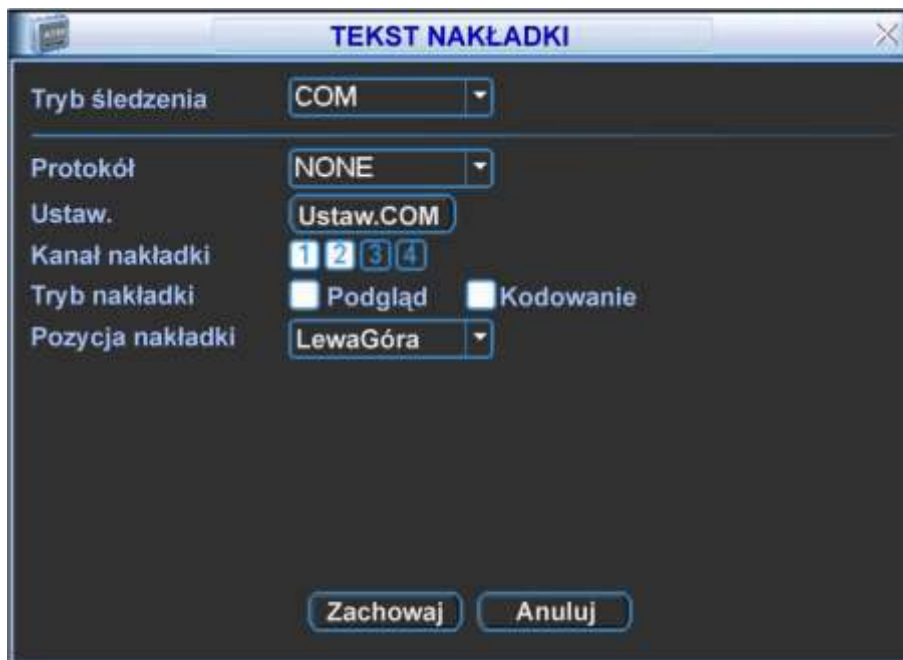 TEKST NAKŁADKI
Tryb śledzenia COM
Protokół NONE
Ustaw. Ustaw.COM
Kanał nakładki 1 2 3 4
Tryb nakładki Podgląd Kodowanie
Pozycja nakładki LewaGóra
Zachowaj Anuluj